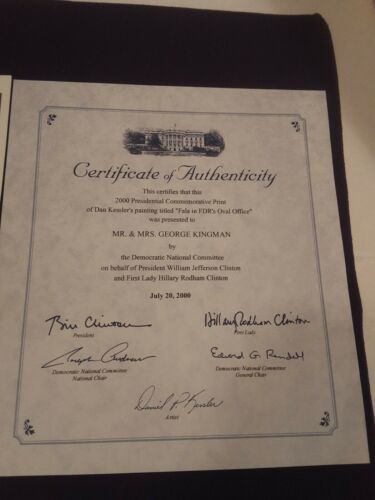 Certificate of Authenticity
This certifies that this
2000 Presidential Commemorative Print
of Dan Kessler's painting titled "Fala in FDR's Oval Office"
was presented to
MR. & MRS. GEORGE KINGMAN
by
the Democratic National Committee
on behalf of President William Jefferson Clinton
and First Lady Hillary Rodham Clinton
July 20, 2000
Bill Clinton
Hillary Rodham Clinton
President
First Lady
Joseph Andrew
Edward G. Rendell
Democratic National Committee
National Chair
Democratic National Committee
General Chair
Daniel P. Kessler
Artist